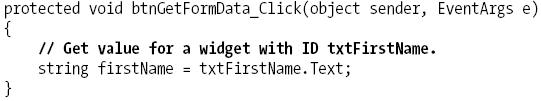 protected void btnGetFormData_Click(object sender, EventArgs e)
{
    // Get value for a widget with ID txtFirstName.
    string firstName = txtFirstName.Text;
}